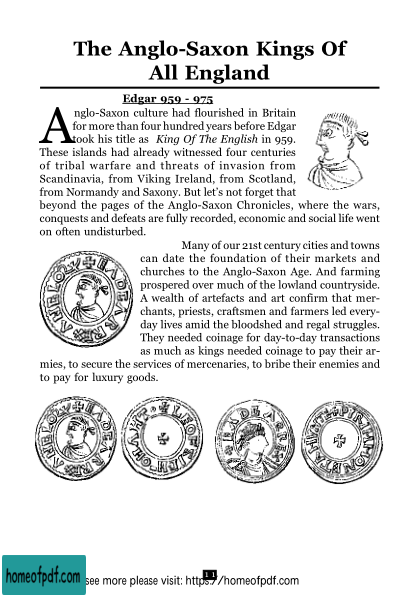 The Anglo-Saxon Kings Of
All England
Edgar 959 - 975
Anglo-Saxon culture had flourished in Britain
for more than four hundred years before Edgar
took his title as King Of The English in 959.
These islands had already witnessed four centuries
of tribal warfare and threats of invasion from
Scandinavia, from Viking Ireland, from Scotland,
from Normandy and Saxony. But let's not forget that
beyond the pages of the Anglo-Saxon Chronicles, where the wars,
conquests and defeats are fully recorded, economic and social life went
on often undisturbed.
Many of our 21st century cities and towns
can date the foundation of their markets and
churches to the Anglo-Saxon Age. And farming
prospered over much of the lowland countryside.
A wealth of artefacts and art confirm that mer-
chants, priests, craftsmen and farmers led every-
day lives amid the bloodshed and regal struggles.
They needed coinage for day-to-day transactions
as much as kings needed coinage to pay their ar-
mies, to secure the services of mercenaries, to bribe their enemies and
to pay for luxury goods.
11
homeofpdf.com
see more please visit: https://homeofpdf.com